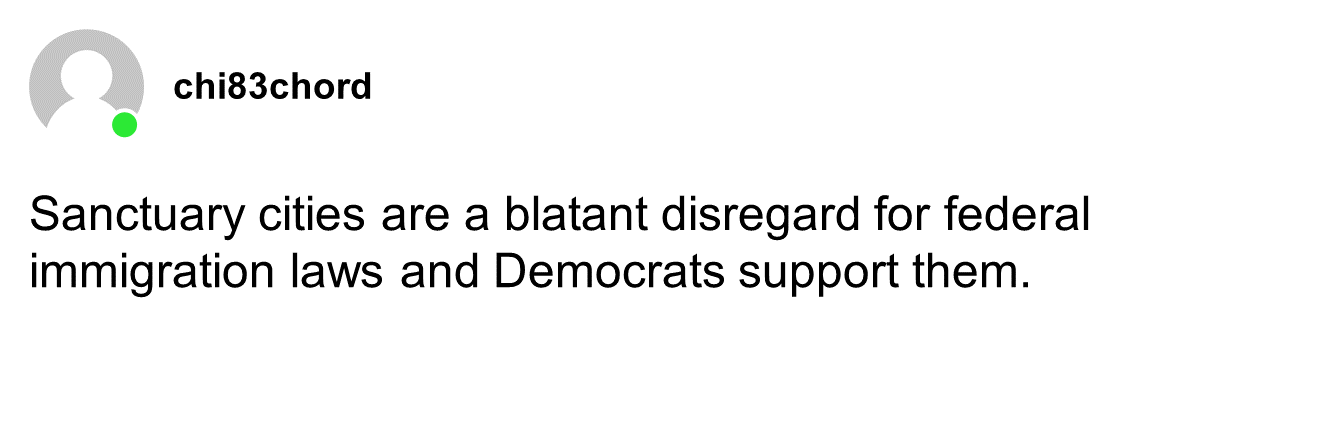 chi83chord
Sanctuary cities are a blatant disregard for federal
immigration laws and Democrats support them.